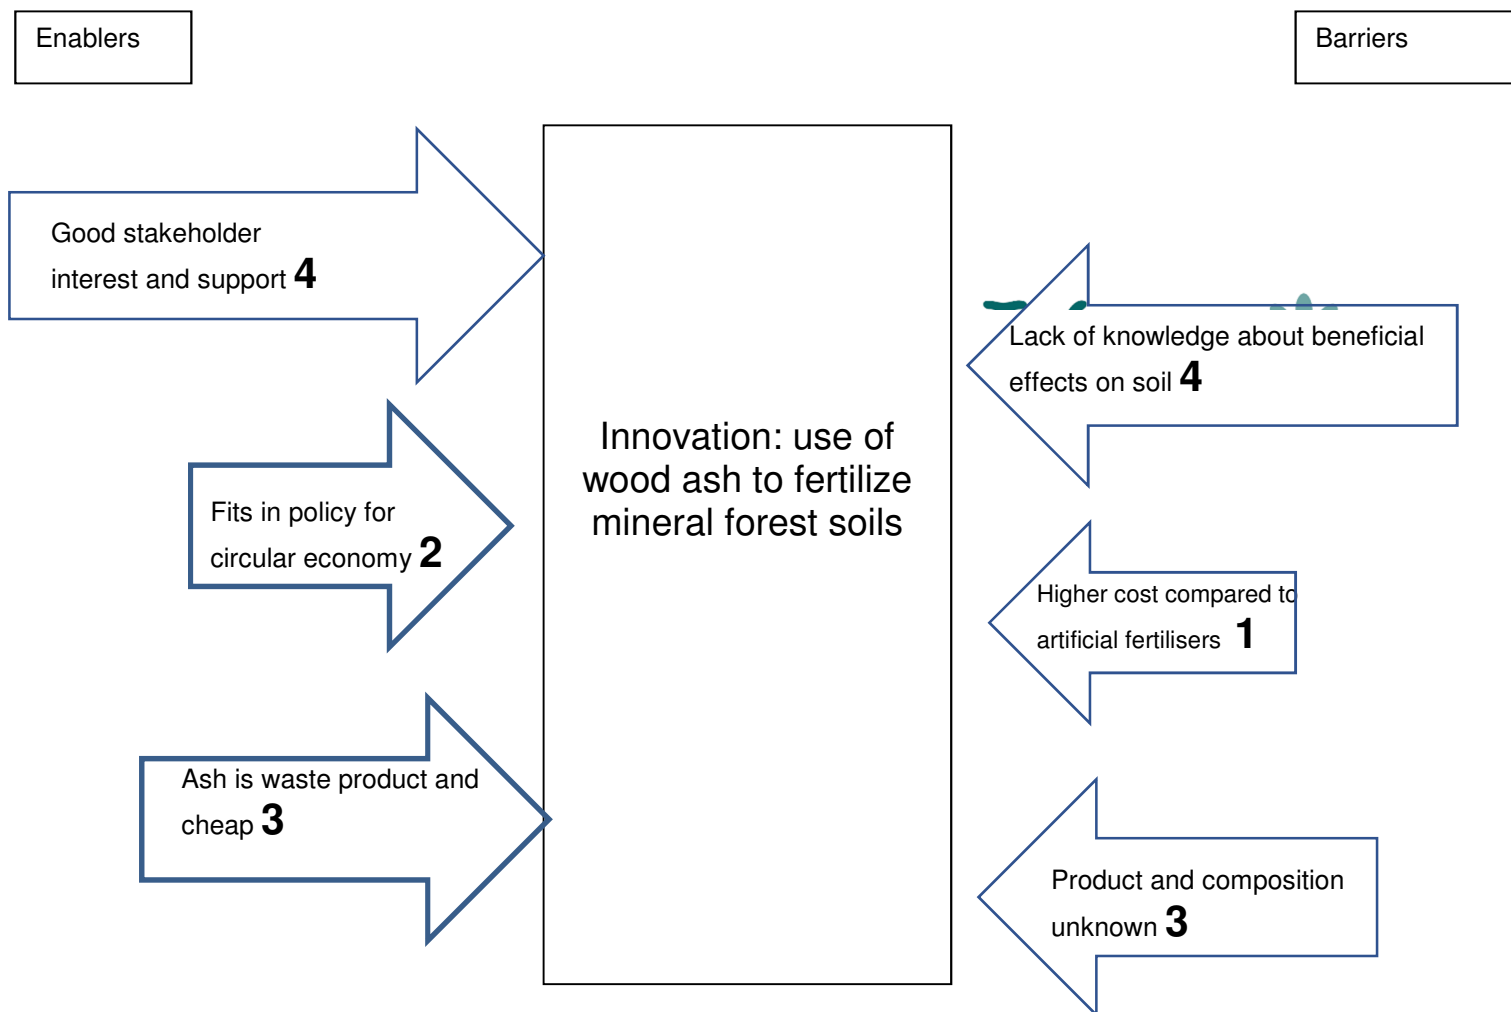 Enablers
Barriers
Good stakeholder
interest and support 4
Lack of knowledge about beneficial
effects on soil 4
Innovation: use of
wood ash to fertilize
mineral forest soils
Fits in policy for
circular economy 2
Higher cost compared to
artificial fertilisers 1
Ash is waste product and
cheap 3
Product and composition
unknown 3